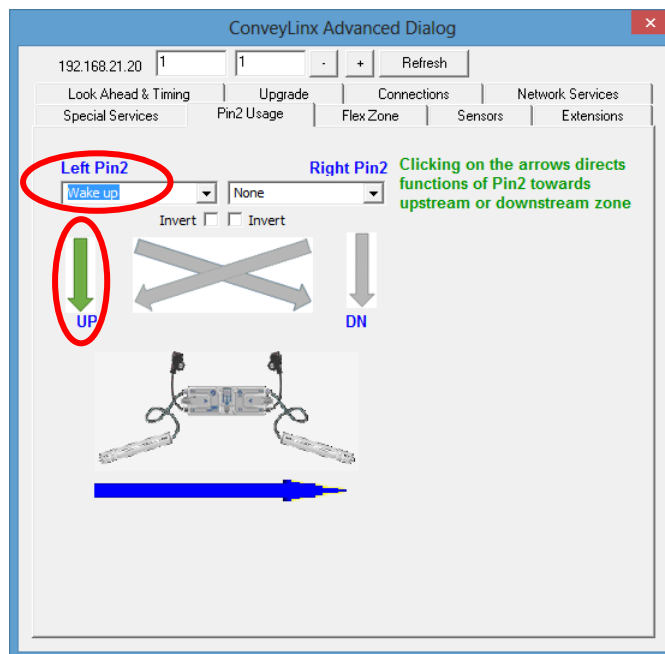 ConveyLinx Advanced Dialog
192.168.21.20 1 1 - + Refresh
Look Ahead & Timing Upgrade Connections Network Services
Special Services Pin2 Usage Flex Zone Sensors Extensions
Left Pin2 Right Pin2
Wake up None
Invert Invert
Clicking on the arrows directs
functions of Pin2 towards
upstream or downstream zone
UP DN